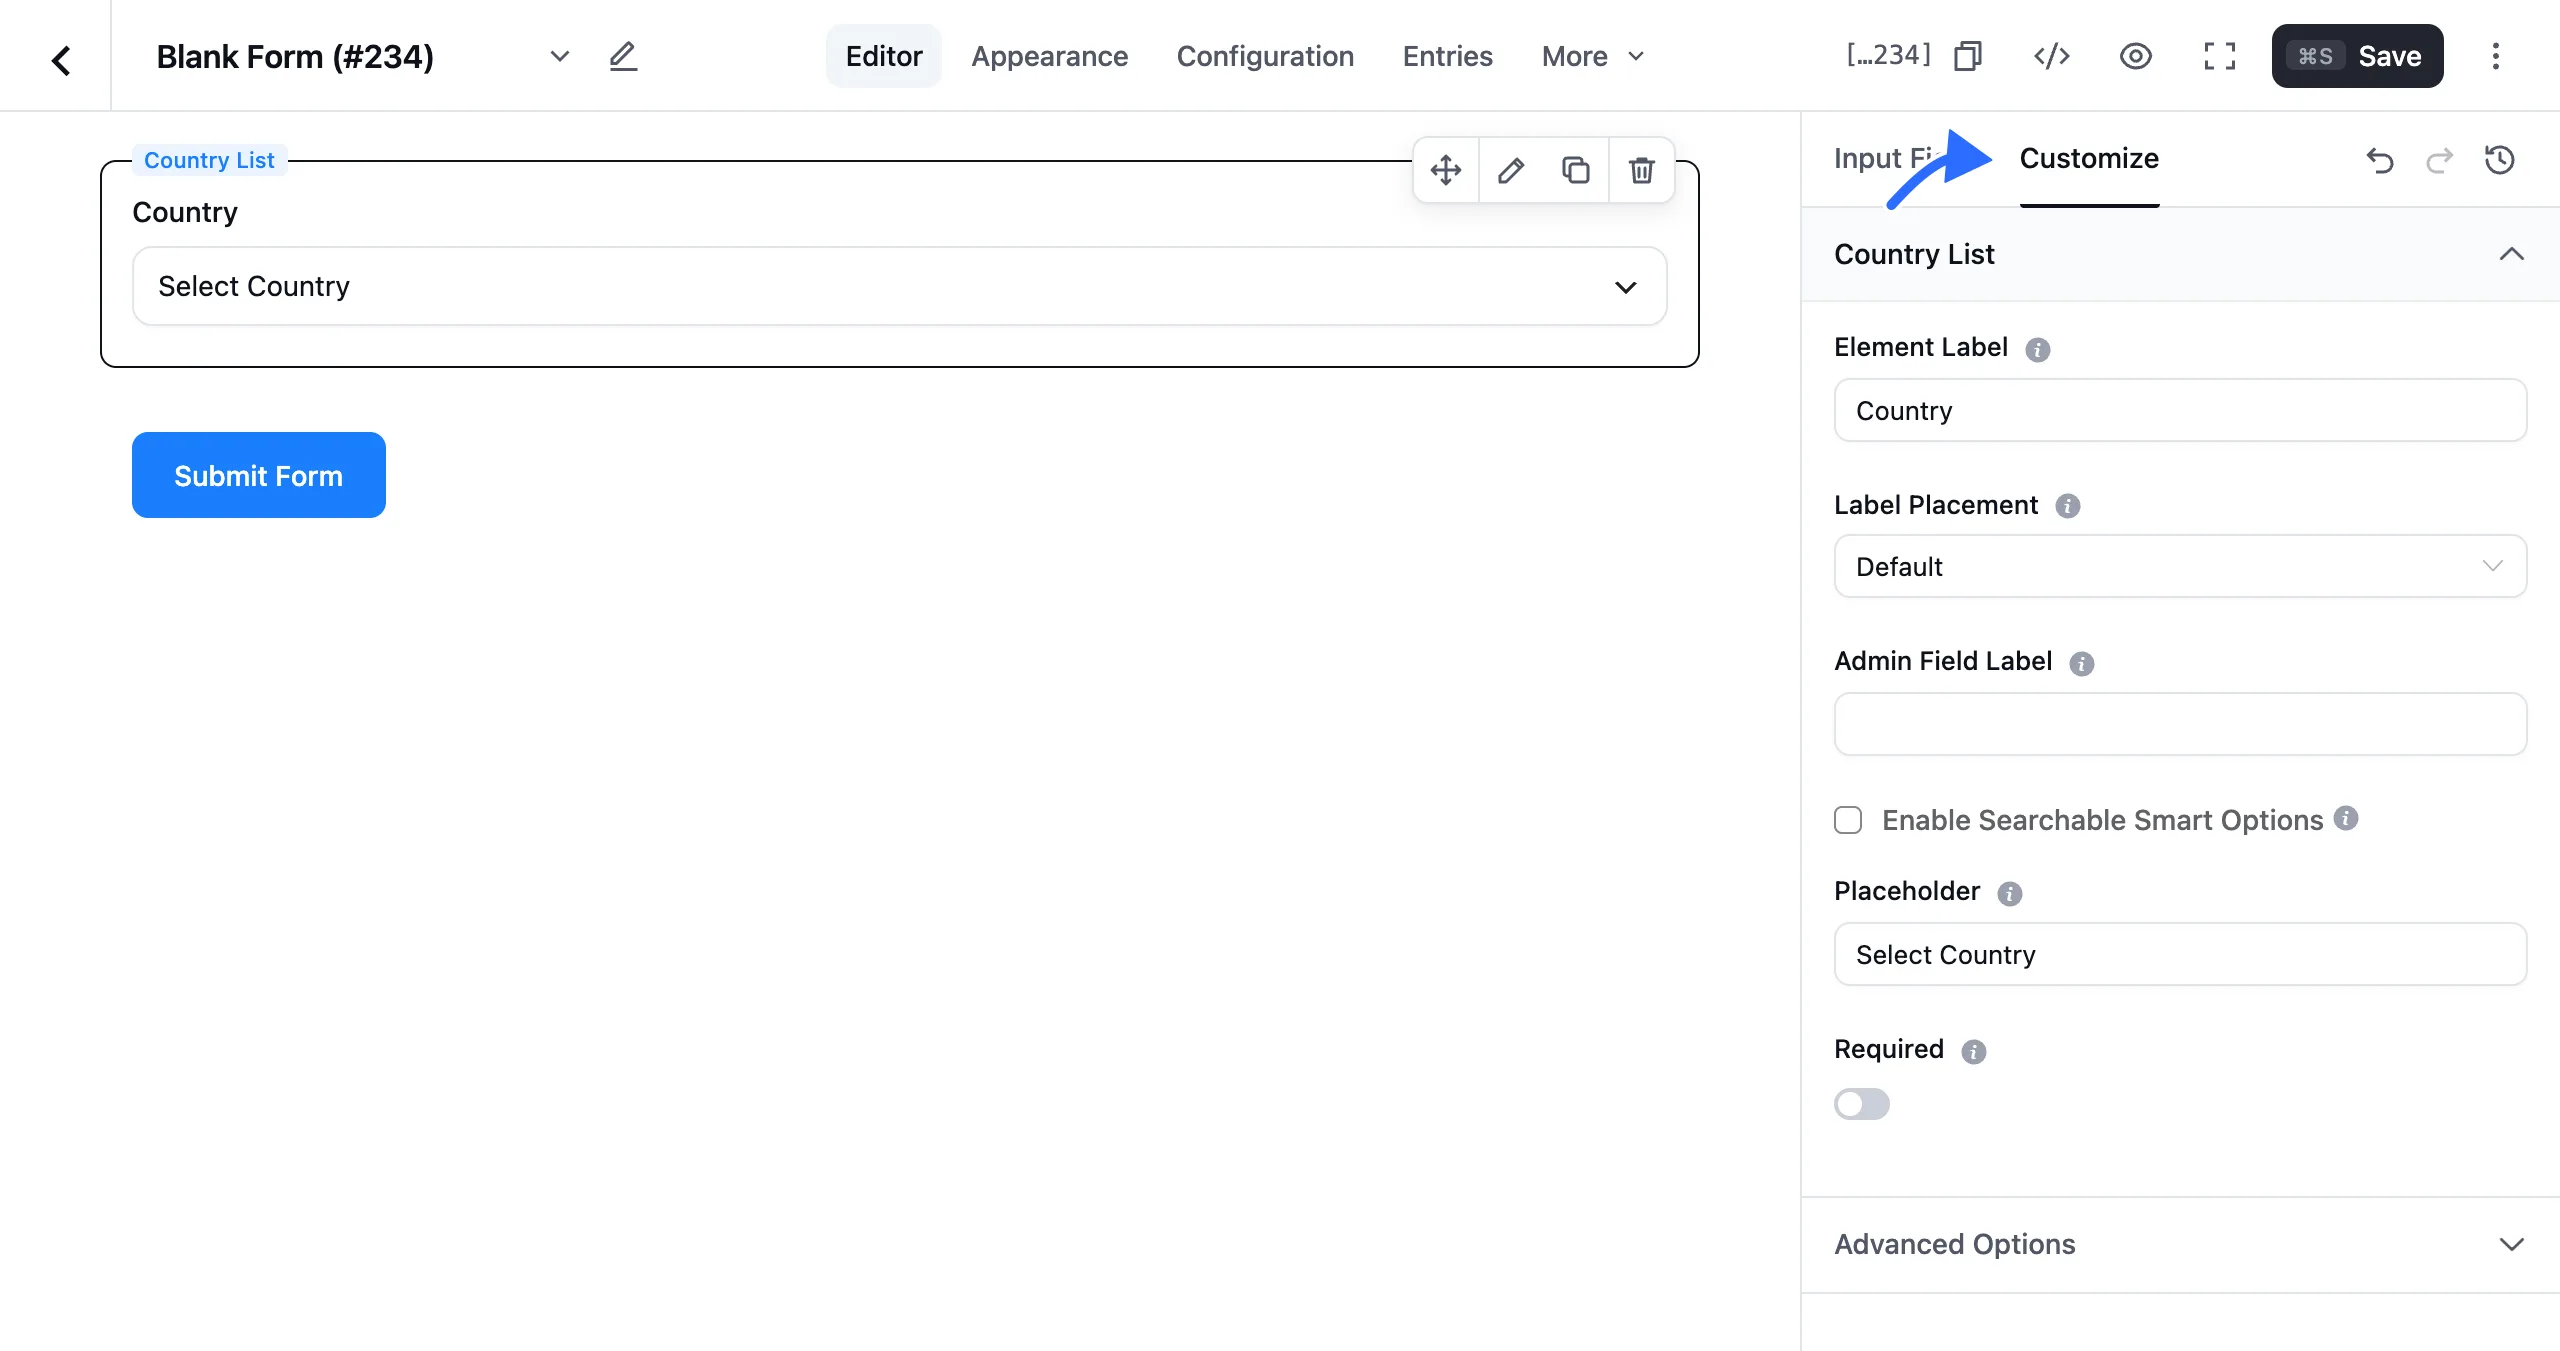 Blank Form (#234)
Editor
Appearance
Configuration
Entries
More
[…234]
⌘S Save
Country List
Country
Select Country
Submit Form
Input
Customize
Country List
Element Label
Country
Label Placement
Default
Admin Field Label
Enable Searchable Smart Options
Placeholder
Select Country
Required
Advanced Options